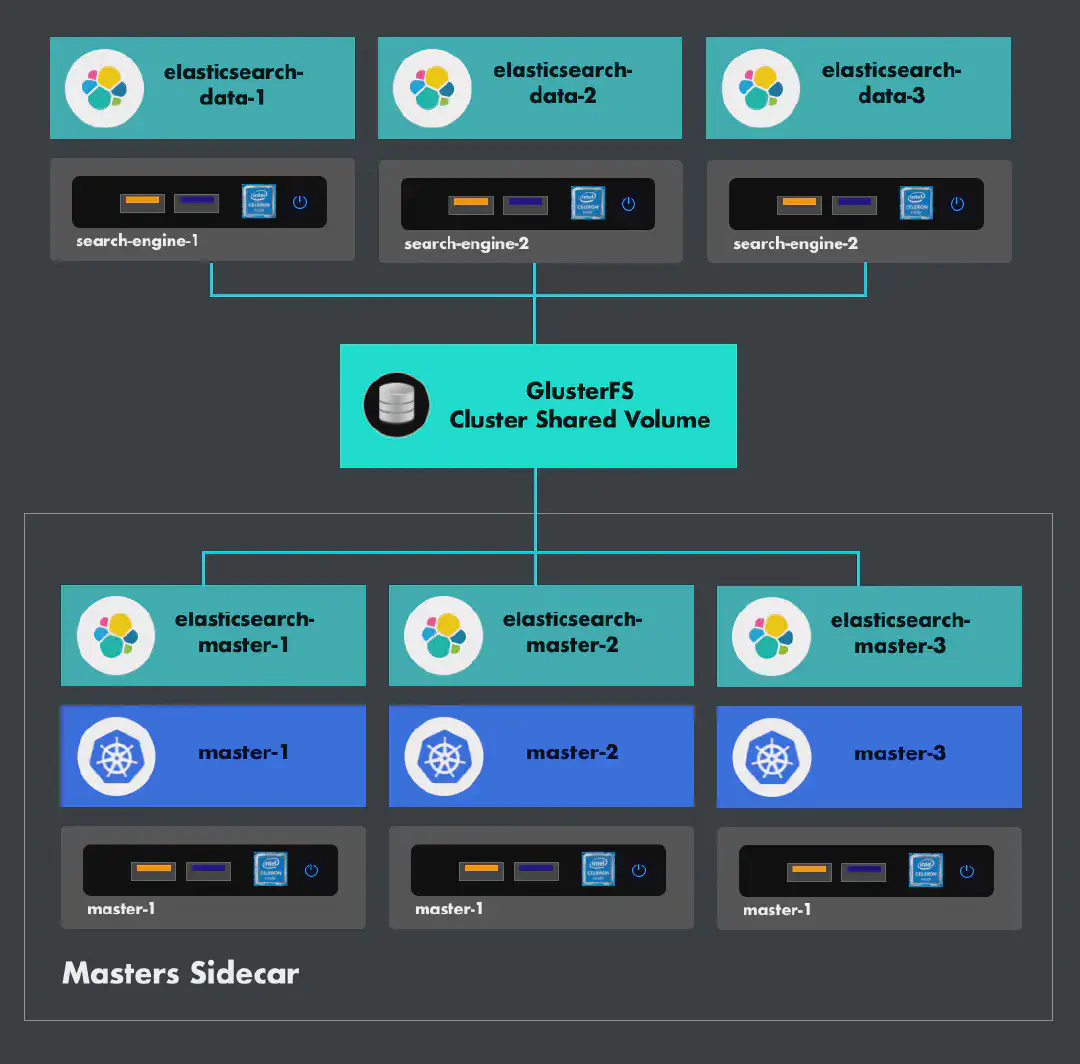 elasticsearch-
data-1
elasticsearch-
data-2
elasticsearch-
data-3
intel
CELERON
search-engine-1
intel
CELERON
search-engine-2
intel
CELERON
search-engine-2
GlusterFS
Cluster Shared Volume
elasticsearch-
master-1
elasticsearch-
master-2
elasticsearch-
master-3
master-1
master-2
master-3
intel
CELERON
master-1
intel
CELERON
master-1
intel
CELERON
master-1
Masters Sidecar